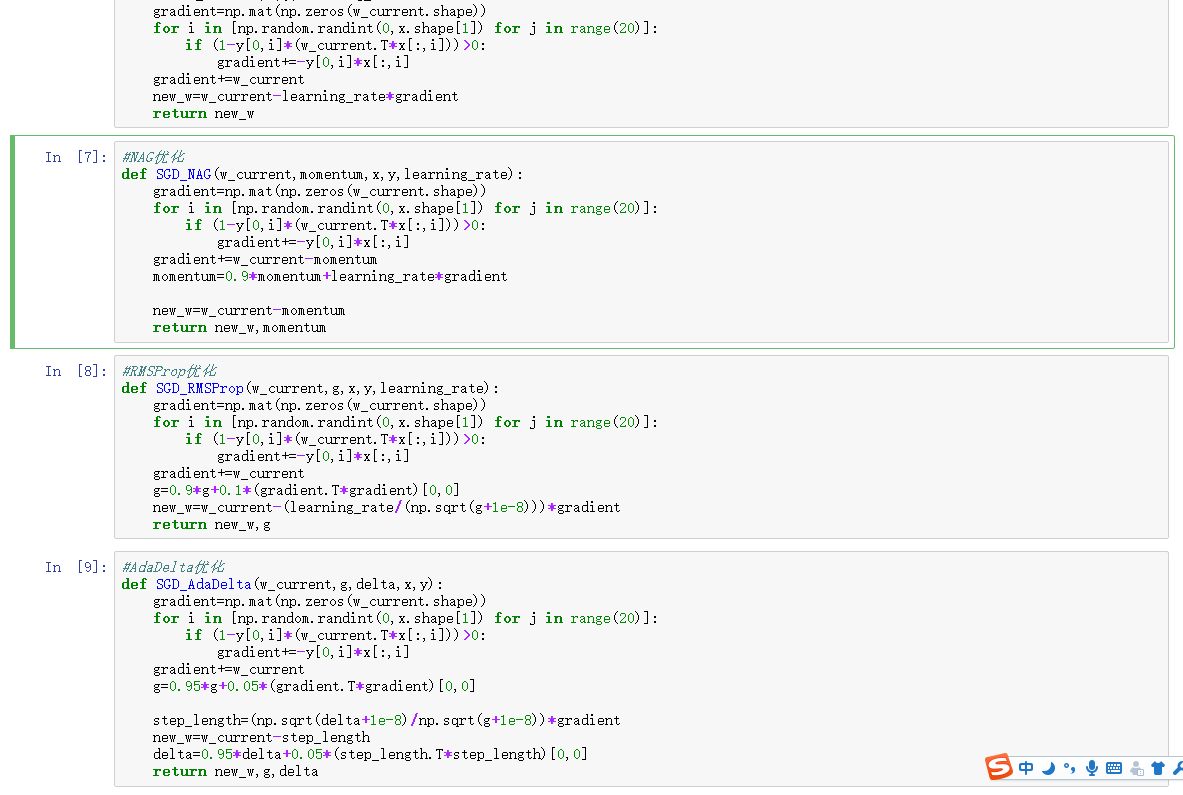 gradient=np.mat(np.zeros(w_current.shape))
for i in [np.random.randint(0,x.shape[1]) for j in range(20)]:
if (1-y[0,i]*(w_current.T*x[:,i]))>0:
gradient+=-y[0,i]*x[:,i]
gradient+=w_current
new_w=w_current-learning_rate*gradient
return new_w
In [7]:
#NAG优化
def SGD_NAG(w_current,momentum,x,y,learning_rate):
gradient=np.mat(np.zeros(w_current.shape))
for i in [np.random.randint(0,x.shape[1]) for j in range(20)]:
if (1-y[0,i]*(w_current.T*x[:,i]))>0:
gradient+=-y[0,i]*x[:,i]
gradient+=w_current-momentum
momentum=0.9*momentum+learning_rate*gradient
new_w=w_current-momentum
return new_w,momentum
In [8]:
#RMSProp优化
def SGD_RMSProp(w_current,g,x,y,learning_rate):
gradient=np.mat(np.zeros(w_current.shape))
for i in [np.random.randint(0,x.shape[1]) for j in range(20)]:
if (1-y[0,i]*(w_current.T*x[:,i]))>0:
gradient+=-y[0,i]*x[:,i]
gradient+=w_current
g=0.9*g+0.1*(gradient.T*gradient)[0,0]
new_w=w_current-(learning_rate/(np.sqrt(g+1e-8)))*gradient
return new_w,g
In [9]:
#AdaDelta优化
def SGD_AdaDelta(w_current,g,delta,x,y):
gradient=np.mat(np.zeros(w_current.shape))
for i in [np.random.randint(0,x.shape[1]) for j in range(20)]:
if (1-y[0,i]*(w_current.T*x[:,i]))>0:
gradient+=-y[0,i]*x[:,i]
gradient+=w_current
g=0.95*g+0.05*(gradient.T*gradient)[0,0]
step_length=(np.sqrt(delta+1e-8)/np.sqrt(g+1e-8))*gradient
new_w=w_current-step_length
delta=0.95*delta+0.05*(step_length.T*step_length)[0,0]
return new_w,g,delta
S 中